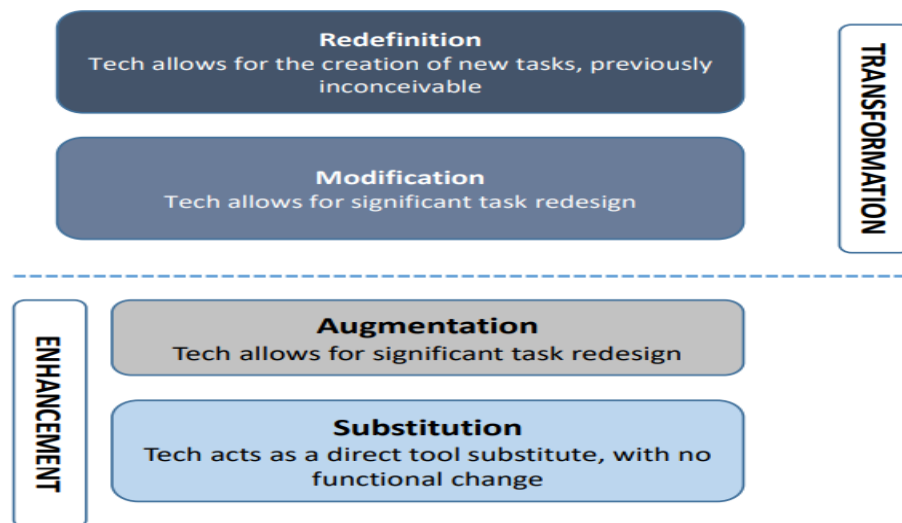 Redefinition
Tech allows for the creation of new tasks, previously
inconceivable
TRANSFORMATION
Modification
Tech allows for significant task redesign
ENHANCEMENT
Augmentation
Tech allows for significant task redesign
Substitution
Tech acts as a direct tool substitute, with no
functional change